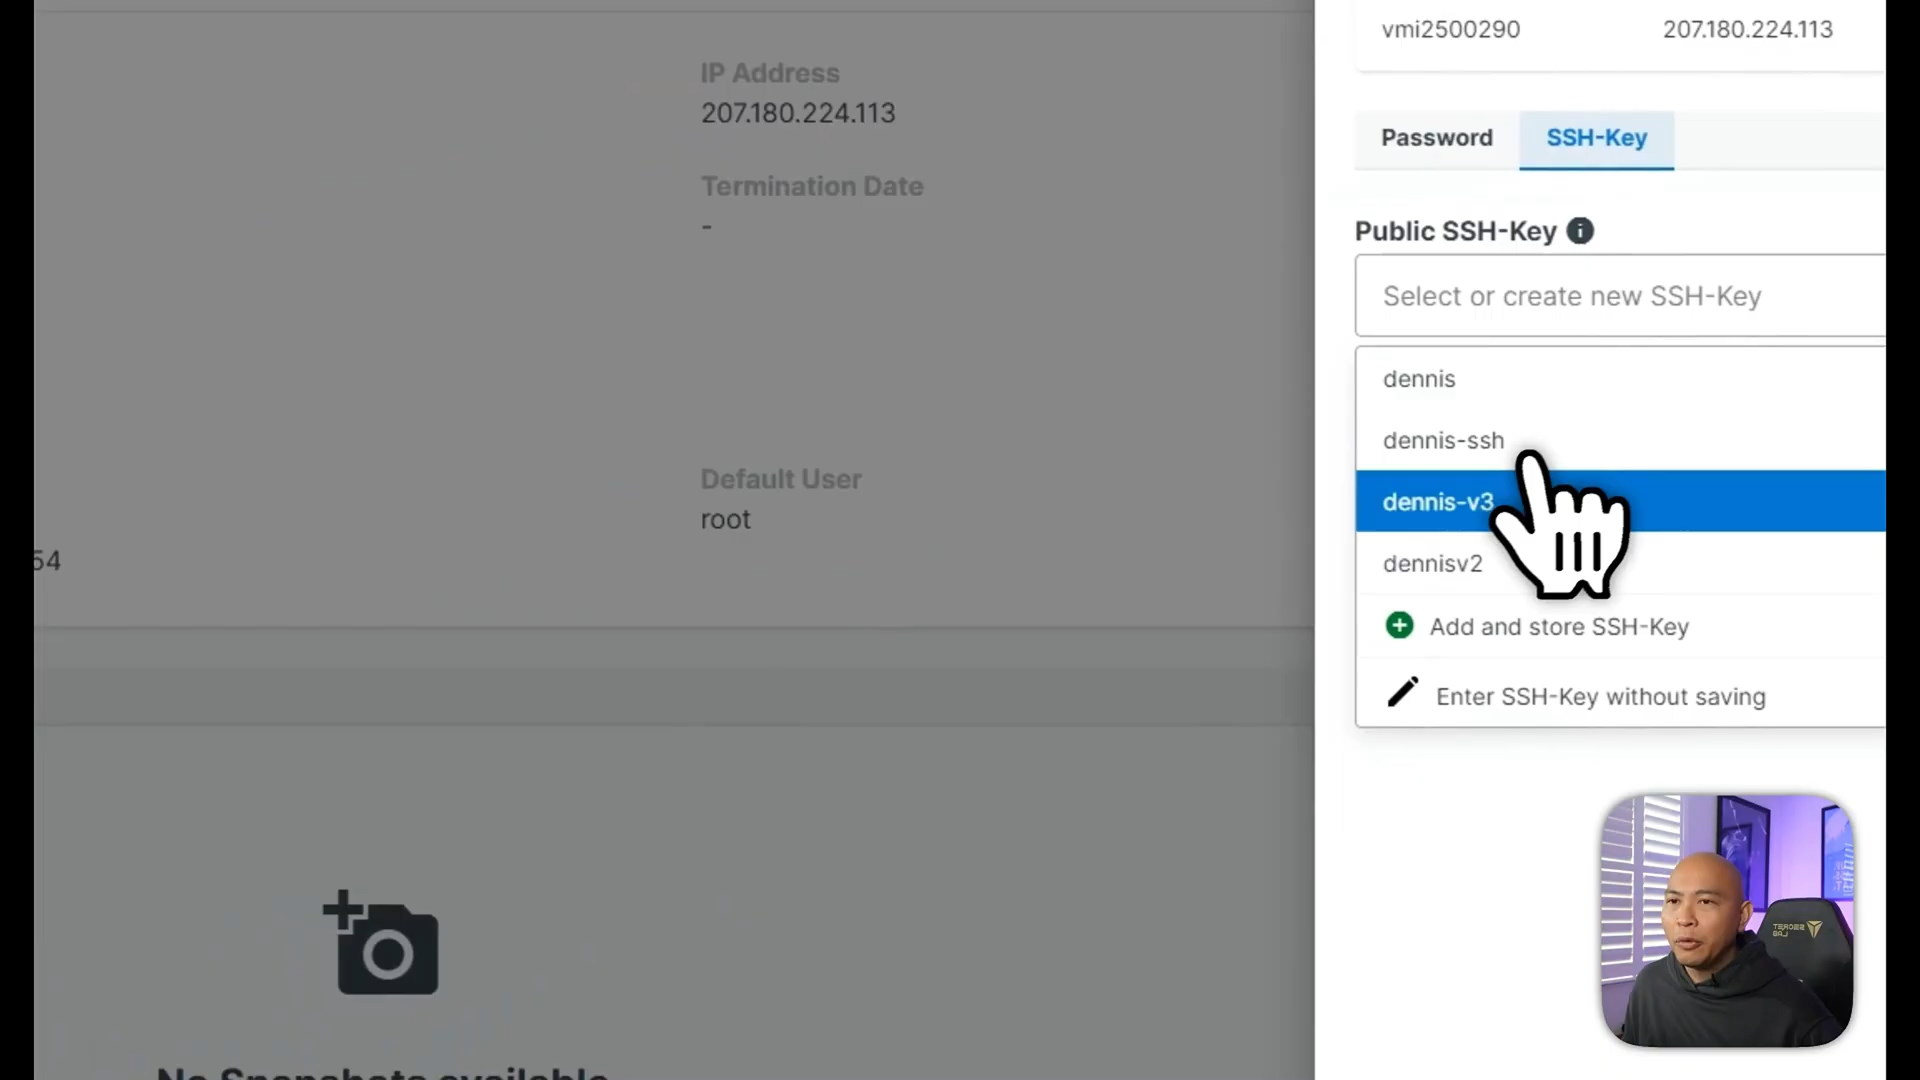 vmi2500290
207.180.224.113
IP Address
207.180.224.113
Password
SSH-Key
Termination Date
-
Public SSH-Key
Select or create new SSH-Key
dennis
dennis-ssh
Default User
dennis-v3
root
54
dennisv2
Add and store SSH-Key
Enter SSH-Key without saving
No Snapshots available